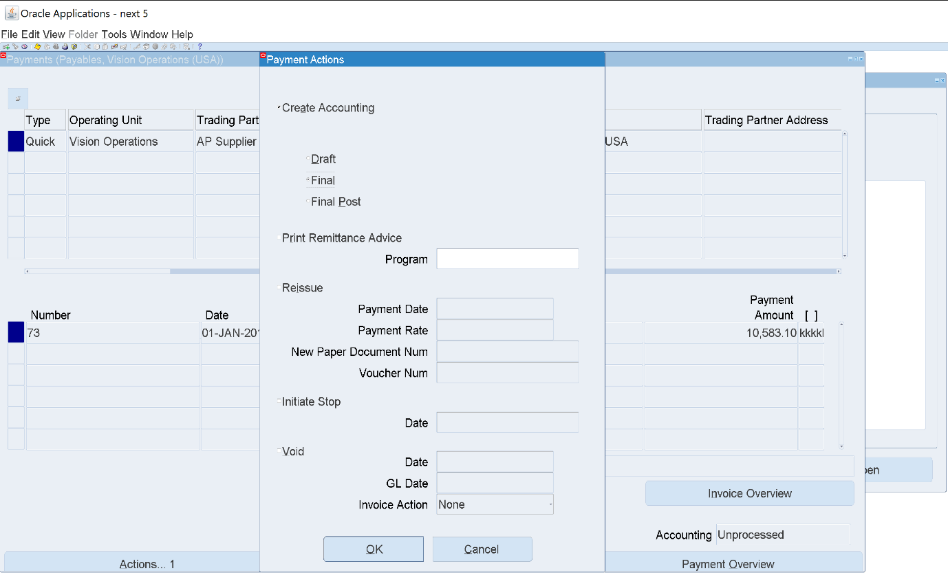 Oracle Applications - next 5
File Edit View Folder Tools Window Help
Payments (Payables, Vision Operations (USA))
Payment Actions
Type Operating Unit Trading Part Trading Partner Address
Quick Vision Operations AP Supplier USA
Create Accounting
Draft
Final
Final Post
Print Remittance Advice
Program
Reissue
Payment Date
Payment Rate
New Paper Document Num
Voucher Num
Initiate Stop
Date
Void
Date
GL Date
Invoice Action None
OK Cancel
Payment
Number Date Amount [ ]
73 01-JAN-20 10,583.10 kkkk
Invoice Overview
Accounting Unprocessed
Actions... 1 Payment Overview